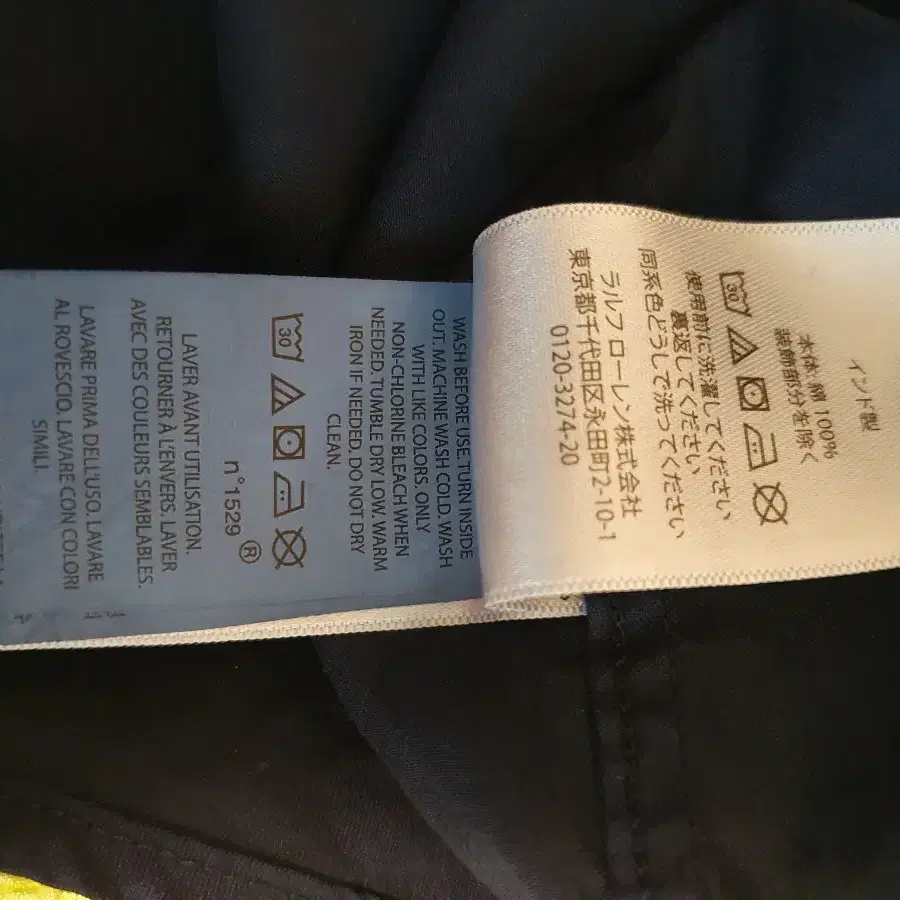 WASH BEFORE USE. TURN INSIDE
OUT. MACHINE WASH COLD. WASH
WITH LIKE COLORS. ONLY
NON-CHLORINE BLEACH WHEN
NEEDED. TUMBLE DRY LOW. WARM
IRON IF NEEDED. DO NOT DRY
CLEAN.
30
n°1529
®
LAVER AVANT UTILISATION.
RETOURNER À L'ENVERS. LAVER
AVEC DES COULEURS SEMBLABLES.
LAVARE PRIMA DELL'USO. LAVARE
AL ROVESCIO. LAVARE CON COLORI
SIMILI.
インド製
本体: 綿 100%
装飾部分を除く
30
使用前に洗濯してください
裏返してください
同系色どうしで洗ってください
ラルフ ローレン株式会社
東京都千代田区永田町2-10-1
0120-3274-20